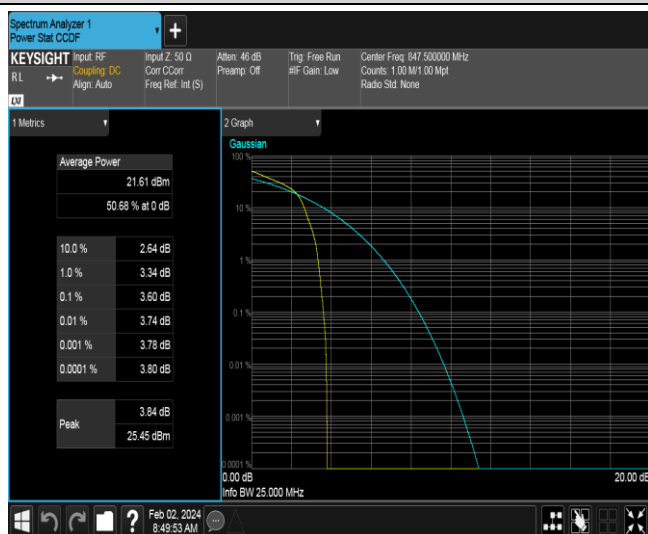 Spectrum Analyzer 1
Power Stat CCDF
KEYSIGHT
RL
LXI
Input: RF
Coupling: DC
Align: Auto
Input Z: 50 Ω
Corr CCorr
Freq Ref: Int (S)
Atten: 46 dB
Preamp: Off
Trig: Free Run
#IF Gain: Low
Center Freq: 847.500000 MHz
Counts: 1.00 M/1.00 Mpt
Radio Std: None
1 Metrics
Average Power
21.61 dBm
50.68 % at 0 dB
10.0 % 2.64 dB
1.0 % 3.34 dB
0.1 % 3.60 dB
0.01 % 3.74 dB
0.001 % 3.78 dB
0.0001 % 3.80 dB
Peak 3.84 dB
25.45 dBm
2 Graph
Gaussian
100 %
10 %
1 %
0.1 %
0.01 %
0.001 %
0.0001 %
0.00 dB 20.00 dB
Info BW 25.000 MHz
Feb 02, 2024
8:49:53 AM